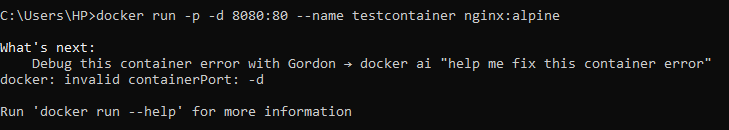 C:\Users\HP>docker run -p -d 8080:80 --name testcontainer nginx:alpine
What's next:
Debug this container error with Gordon → docker ai "help me fix this container error"
docker: invalid containerPort: -d
Run 'docker run --help' for more information